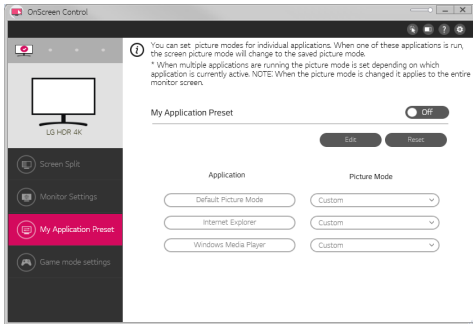 OnScreen Control
You can set picture modes for individual applications. When one of these applications is run,
the screen picture mode will change to the saved picture mode.
* When multiple applications are running the picture mode is set depending on which
application is currently active. NOTE: When the picture mode is changed it applies to the entire
monitor screen.
LG HDR 4K
My Application Preset
Off
Edit
Reset
Screen Split
Monitor Settings
My Application Preset
Game mode settings
Application
Picture Mode
Default Picture Mode
Custom
Internet Explorer
Custom
Windows Media Player
Custom